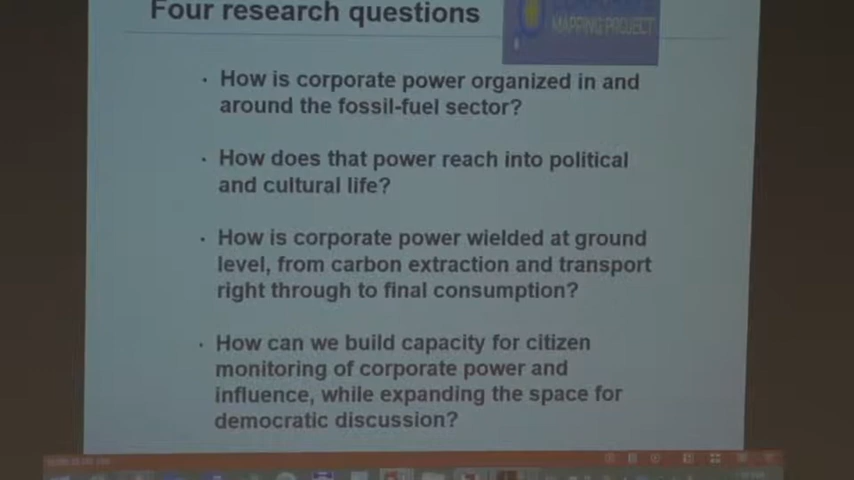 Four research questions
MAPPING PROJECT
· How is corporate power organized in and
around the fossil-fuel sector?
· How does that power reach into political
and cultural life?
· How is corporate power wielded at ground
level, from carbon extraction and transport
right through to final consumption?
· How can we build capacity for citizen
monitoring of corporate power and
influence, while expanding the space for
democratic discussion?